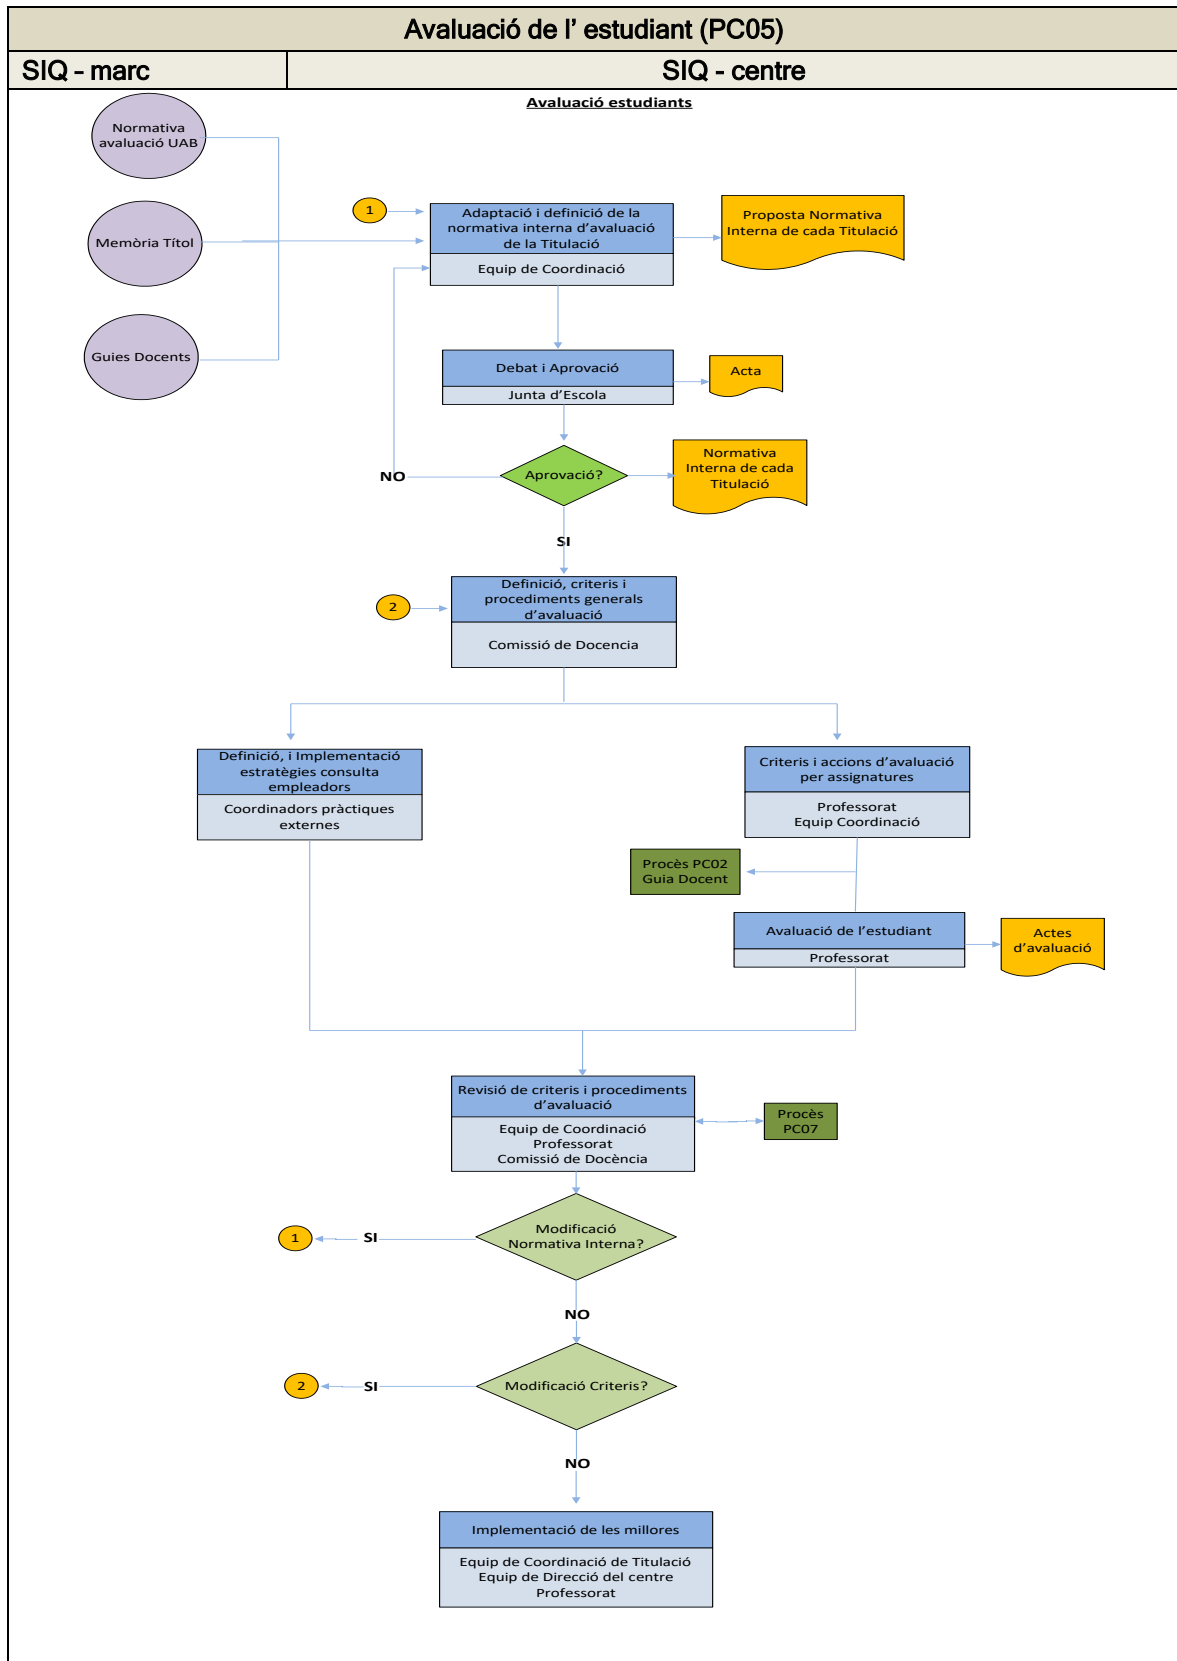 Avaluació de l’ estudiant (PC05)
SIQ - marc
SIQ - centre
Avaluació estudiants
Normativa
avaluació UAB
Memòria Títol
Guies Docents
1
Adaptació i definició de la
normativa interna d’avaluació
de la Titulació
Equip de Coordinació
Proposta Normativa
Interna de cada Titulació
Debat i Aprovació
Junta d’Escola
Acta
Aprovació?
NO
Normativa
Interna de cada
Titulació
SI
2
Definició, criteris i
procediments generals
d’avaluació
Comissió de Docencia
Definició, i Implementació
estratègies consulta
empleadors
Coordinadors pràctiques
externes
Criteris i accions d’avaluació
per assignatures
Professorat
Equip Coordinació
Procès PC02
Guia Docent
Avaluació de l’estudiant
Professorat
Actes
d’avaluació
Revisió de criteris i procediments
d’avaluació
Equip de Coordinació
Professorat
Comissió de Docència
Procès
PC07
Modificació
Normativa Interna?
SI
1
NO
Modificació Criteris?
SI
2
NO
Implementació de les millores
Equip de Coordinació de Titulació
Equip de Direcció del centre
Professorat